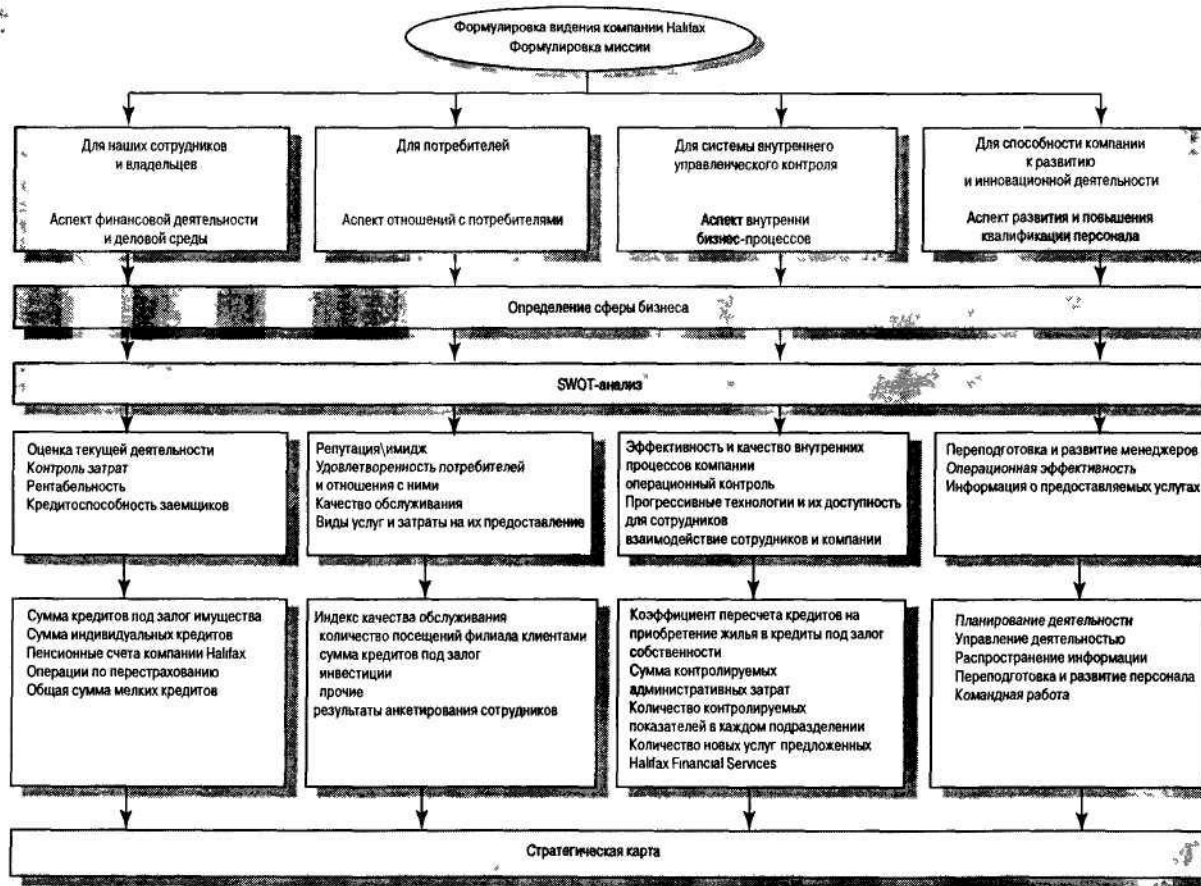 Формулировка видения компании Halifax
Формулировка миссии
Для наших сотрудников
и владельцев
Аспект финансовой деятельности
и деловой среды
Для потребителей
Аспект отношений с потребителями
Для системы внутреннего
управленческого контроля
Аспект внутренни
бизнес-процессов
Для способности компании
к развитию
и инновационной деятельности
Аспект развития и повышения
квалификации персонала
Определение сферы бизнеса
SWQT-анализ
Оценка текущей деятельности
Контроль затрат
Рентабельность
Кредитоспособность заемщиков
Репутация\имидж
Удовлетворенность потребителей
и отношения с ними
Качество обслуживания
Виды услуг и затраты на их предоставление
Эффективность и качество внутренних
процессов компании
операционный контроль
Прогрессивные технологии и их доступность
для сотрудников
взаимодействие сотрудников и компании
Переподготовка и развитие менеджеров
Операционная эффективность
Информация о предоставляемых услугах
Сумма кредитов под залог имущества
Сумма индивидуальных кредитов
Пенсионные счета компании Halifax
Операции по перестрахованию
Общая сумма мелких кредитов
Индекс качества обслуживания
количество посещений филиала клиентами
сумма кредитов под залог
инвестиции
прочие
результаты анкетирования сотрудников
Коэффициент пересчета кредитов на
приобретение жилья в кредиты под залог
собственности
Сумма контролируемых
административных затрат
Количество контролируемых
показателей в каждом подразделении
Количество новых услуг предложенных
Halifax Financial Services
Планирование деятельности
Управление деятельностью
Распространение информации
Переподготовка и развитие персонала
Командная работа
Стратегическая карта